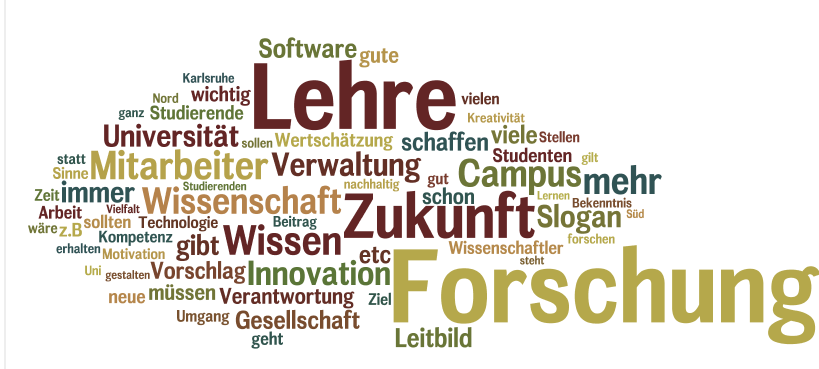 Software
gute
Karlsruhe
Lehre
Nord
wichtig
vielen
ganz
Studierende
Kreativität
Universität
sollen
Wertschätzung
schaffen
viele
Stellen
statt
Mitarbeiter
Verwaltung
Studenten
gilt
Sinne
Campus
mehr
Zeit
immer
Studierenden
nachhaltig
gut
Wissenschaft
schon
Lernen
Bekenntnis
Arbeit
Vielfalt
Zukunft
Slogan
Süd
wäre
z.B
sollten
Technologie
Beitrag
Kompetenz
gibt
Wissen
forschen
erhalten
Motivation
etc
Wissenschaftler
steht
Uni
gestalten
Vorschlag
Innovation
Forschung
neue
müssen
Verantwortung
Ziel
Umgang
Gesellschaft
geht
Leitbild